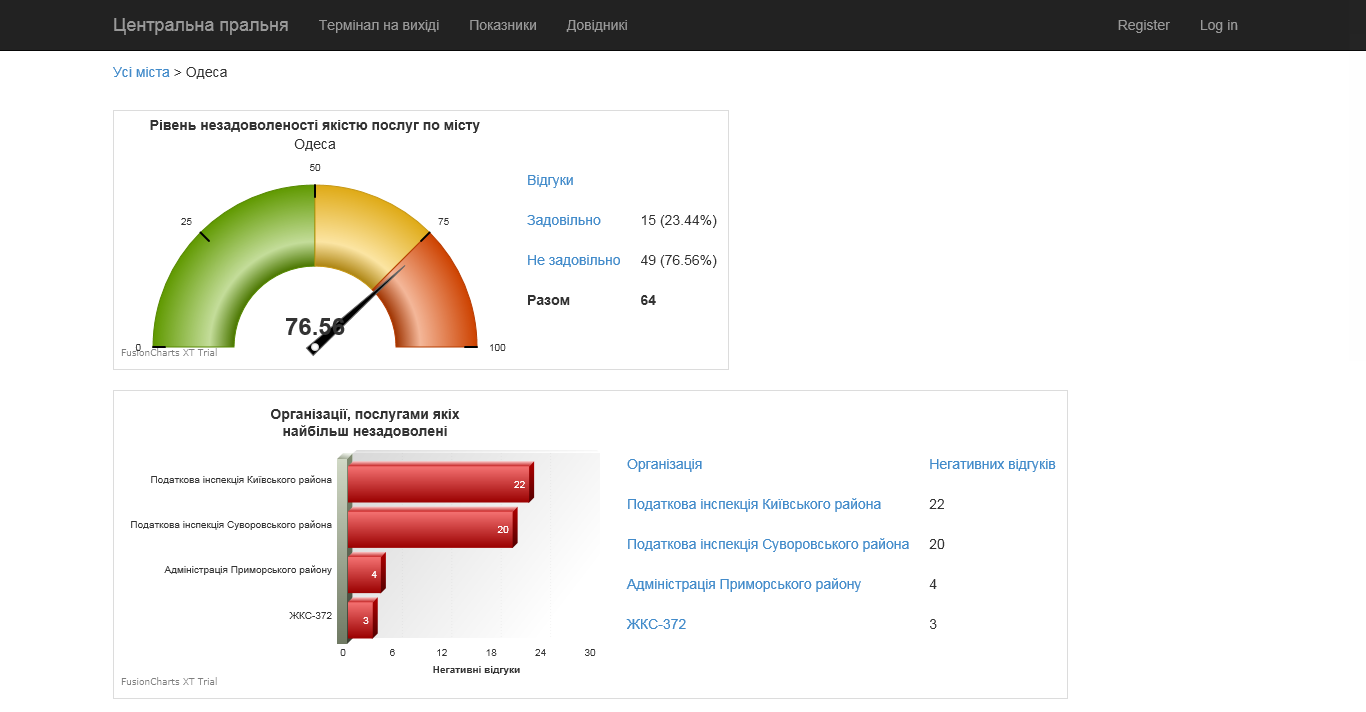 Центральна пральня Термінал на вихіді Показники Довідникі Register Log in
Усі міста > Одеса
Рівень незадоволеності якістю послуг по місту
Одеса
50
25
75
0
100
76.56
FusionCharts XT Trial
Відгуки
Задовільно 15 (23.44%)
Не задовільно 49 (76.56%)
Разом 64
Організації, послугами якіх
найбільш незадоволені
Податкова інспекція Київського района
22
Податкова інспекція Суворовського района
20
Адміністрація Приморського району
4
ЖКС-372
3
0 6 12 18 24 30
Негативні відгуки
FusionCharts XT Trial
Організація Негативних відгуків
Податкова інспекція Київського района 22
Податкова інспекція Суворовського района 20
Адміністрація Приморського району 4
ЖКС-372 3